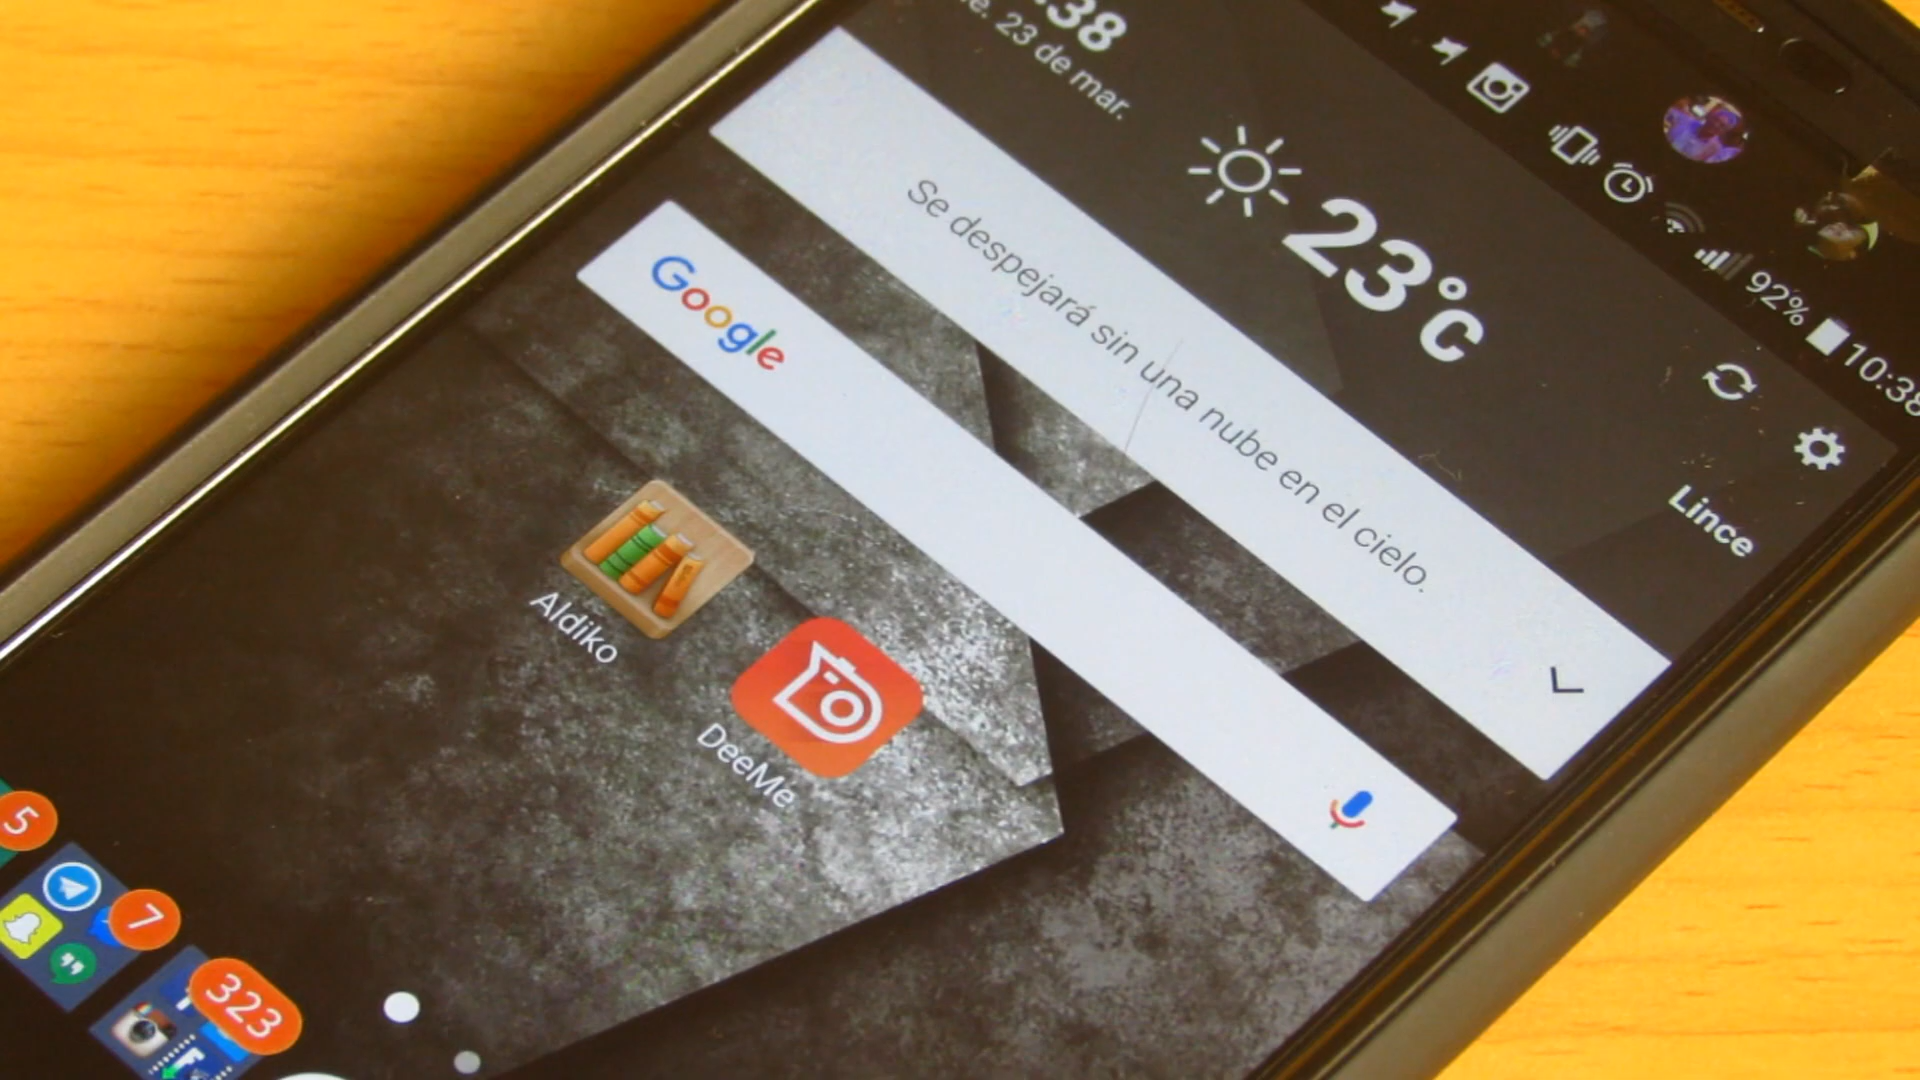 92% 10:38
:38
23 de mar.
23°C
Lince
Se despejará sin una nube en el cielo.
Google
Aldiko
DeeMe
5
7
323